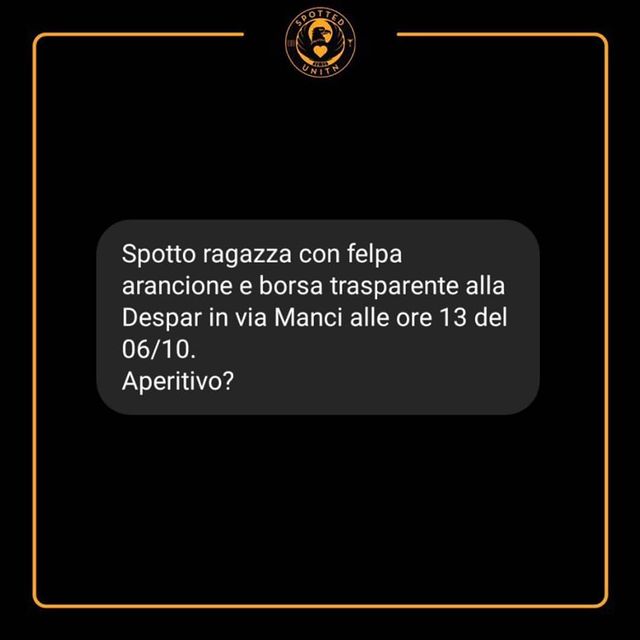 SPOTTED
UNITN
Spotto ragazza con felpa
arancione e borsa trasparente alla
Despar in via Manci alle ore 13 del
06/10.
Aperitivo?